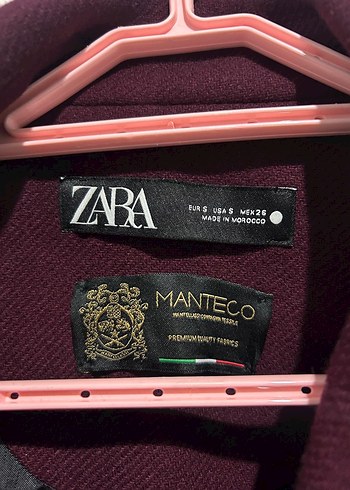 ZARA
EUR S USA S MEX 26
MADE IN MOROCCO
MANTECO
PREMIUM QUALITY FABRICS